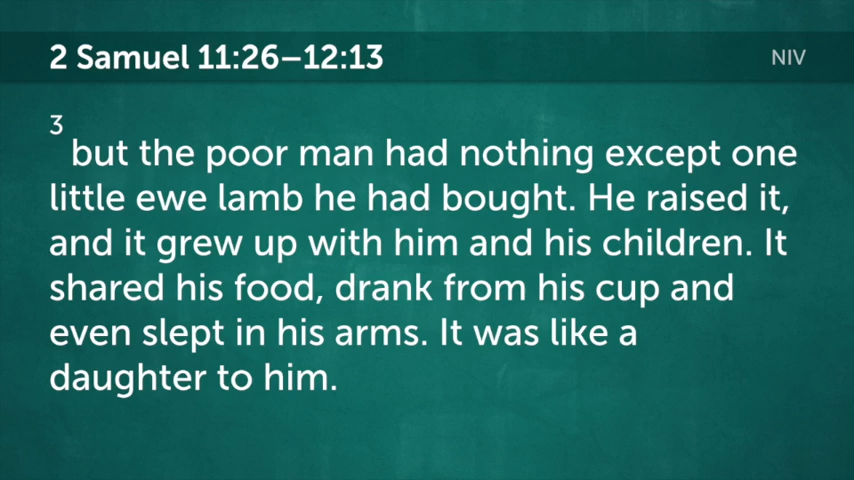 2 Samuel 11:26–12:13
NIV
3
but the poor man had nothing except one
little ewe lamb he had bought. He raised it,
and it grew up with him and his children. It
shared his food, drank from his cup and
even slept in his arms. It was like a
daughter to him.